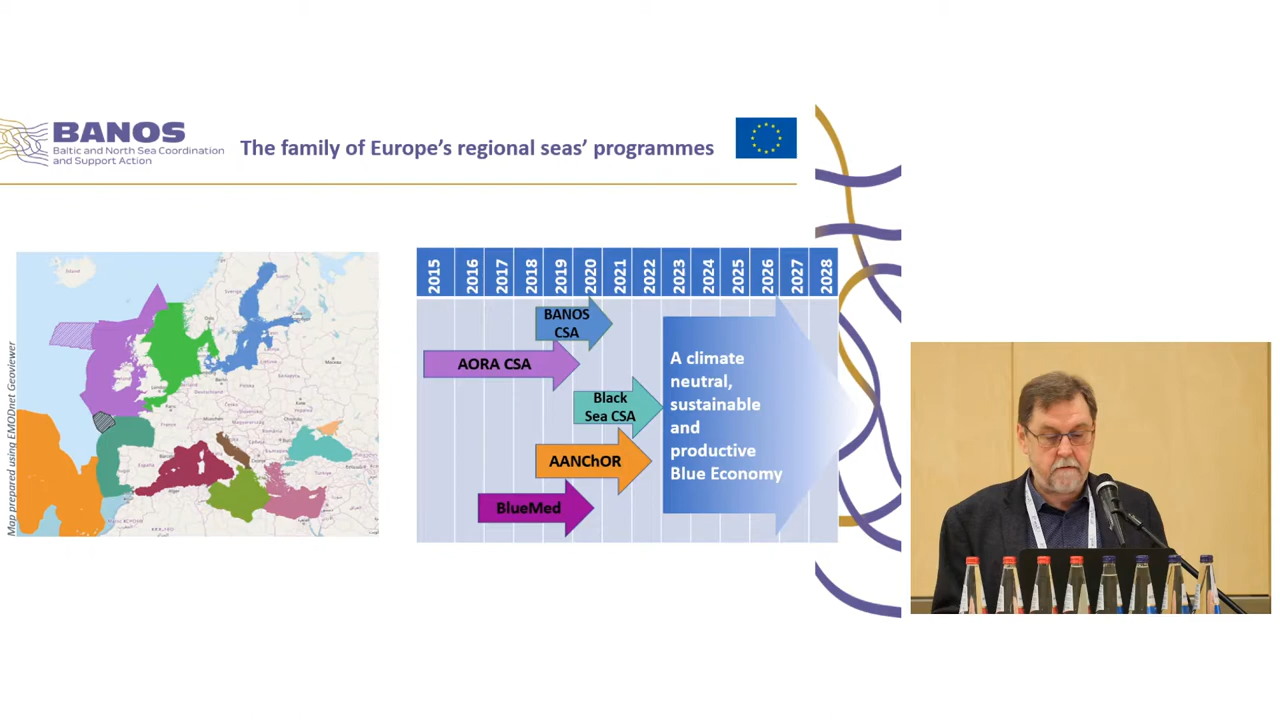 BANOS
Baltic and North Sea Coordination
and Support Action
The family of Europe's regional seas' programmes
Map prepared using EMODnet Geoviewer
2015
2016
2017
2018
2019
2020
2021
2022
2023
2024
2025
2026
2027
2028
BANOS
CSA
AORA CSA
Black
Sea CSA
AANChOR
BlueMed
A climate
neutral,
sustainable
and
productive
Blue Economy